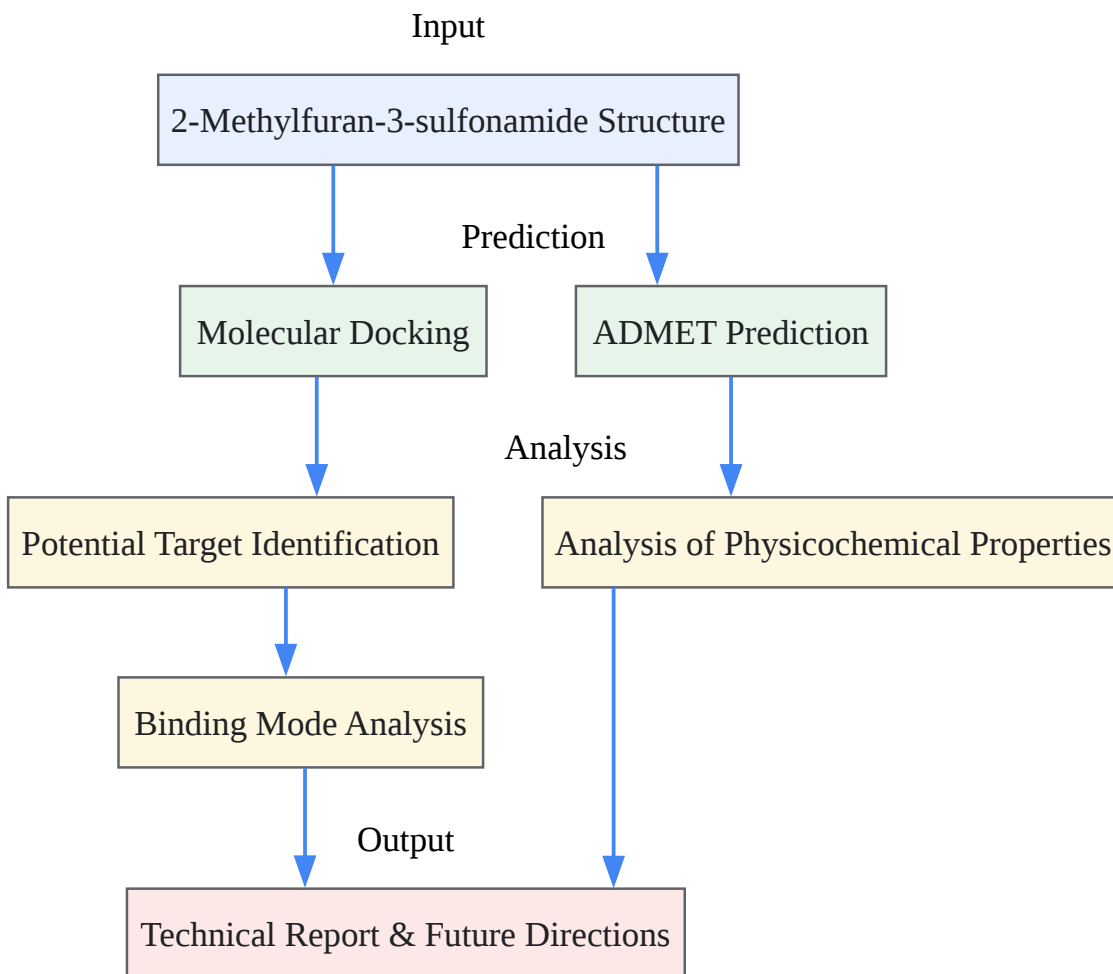 Input
2-Methylfuran-3-sulfonamide Structure
Prediction
Molecular Docking
ADMET Prediction
Analysis
Potential Target Identification
Analysis of Physicochemical Properties
Binding Mode Analysis
Output
Technical Report & Future Directions